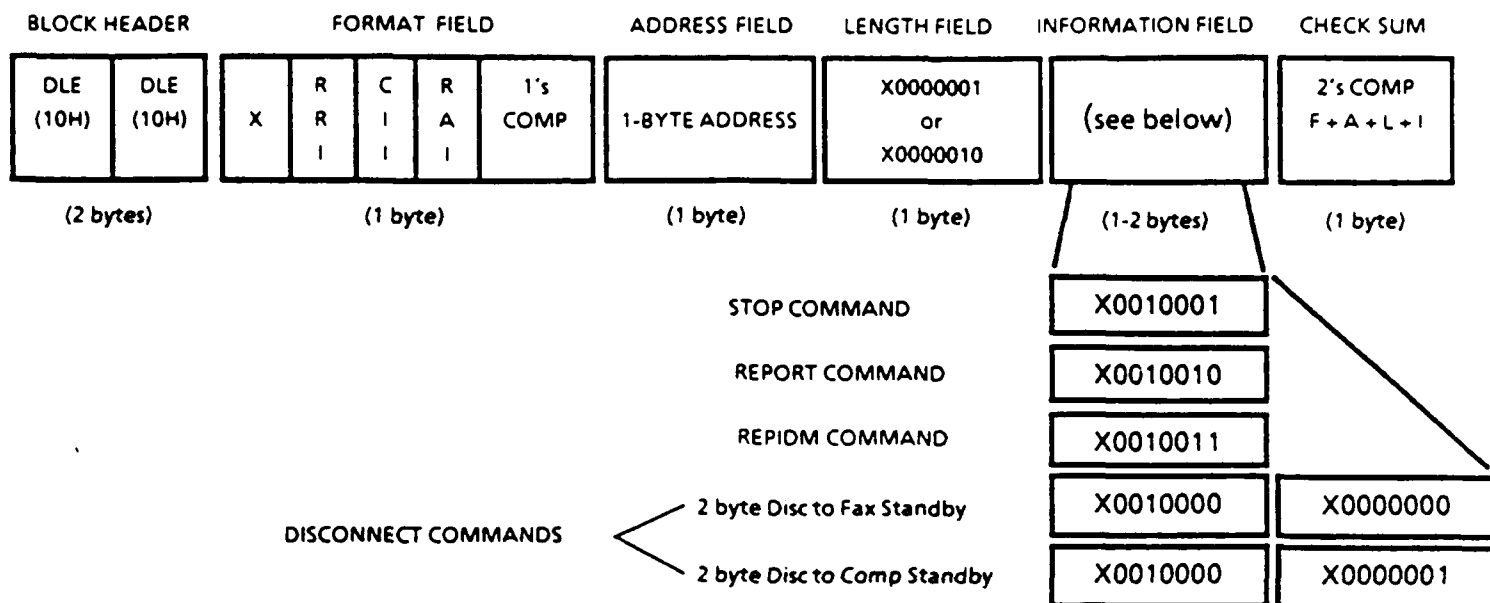 BLOCK HEADER FORMAT FIELD ADDRESS FIELD LENGTH FIELD INFORMATION FIELD CHECK SUM
DLE
(10H)
DLE
(10H)
X
R
R
I
C
I
I
R
A
I
1's
COMP
1-BYTE ADDRESS
X0000001
or
X0000010
(see below)
2's COMP
F + A + L + I
(2 bytes) (1 byte) (1 byte) (1 byte) (1-2 bytes) (1 byte)
STOP COMMAND X0010001
REPORT COMMAND X0010010
REPIDM COMMAND X0010011
DISCONNECT COMMANDS
2 byte Disc to Fax Standby X0010000 X0000000
2 byte Disc to Comp Standby X0010000 X0000001